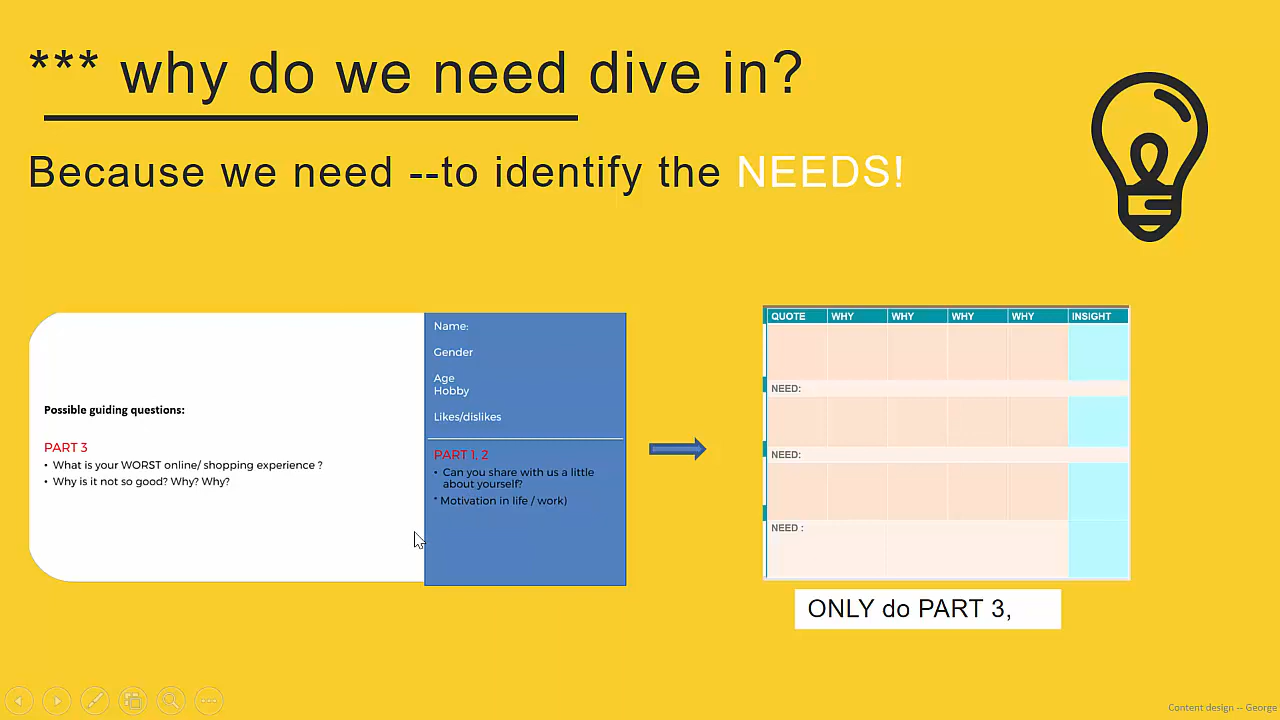 *** why do we need dive in?
Because we need --to identify the NEEDS!
Possible guiding questions:
PART 3
• What is your WORST online/ shopping experience ?
• Why is it not so good? Why? Why?
Name:
Gender
Age
Hobby
Likes/dislikes
PART 1, 2
• Can you share with us a little
about yourself?
* Motivation in life / work)
QUOTE WHY WHY WHY WHY INSIGHT
NEED:
NEED:
NEED :
ONLY do PART 3,
Content design -- George